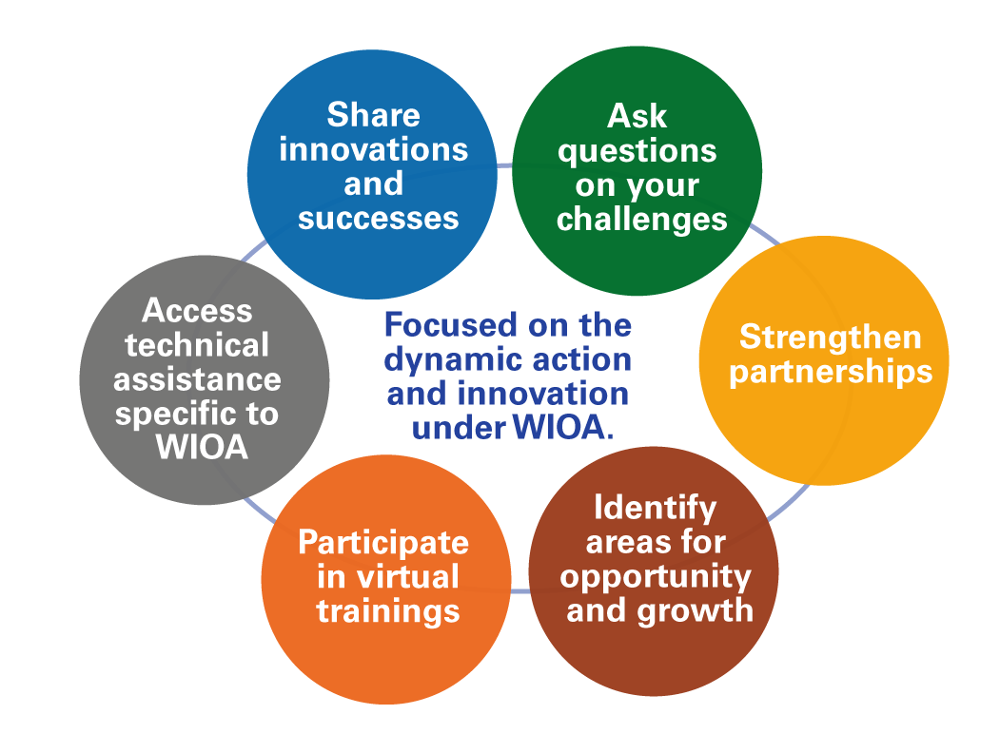 Share
innovations
and
successes
Ask
questions
on your
challenges
Strengthen
partnerships
Identify
areas for
opportunity
and growth
Participate
in virtual
trainings
Access
technical
assistance
specific to
WIOA
Focused on the
dynamic action
and innovation
under WIOA.